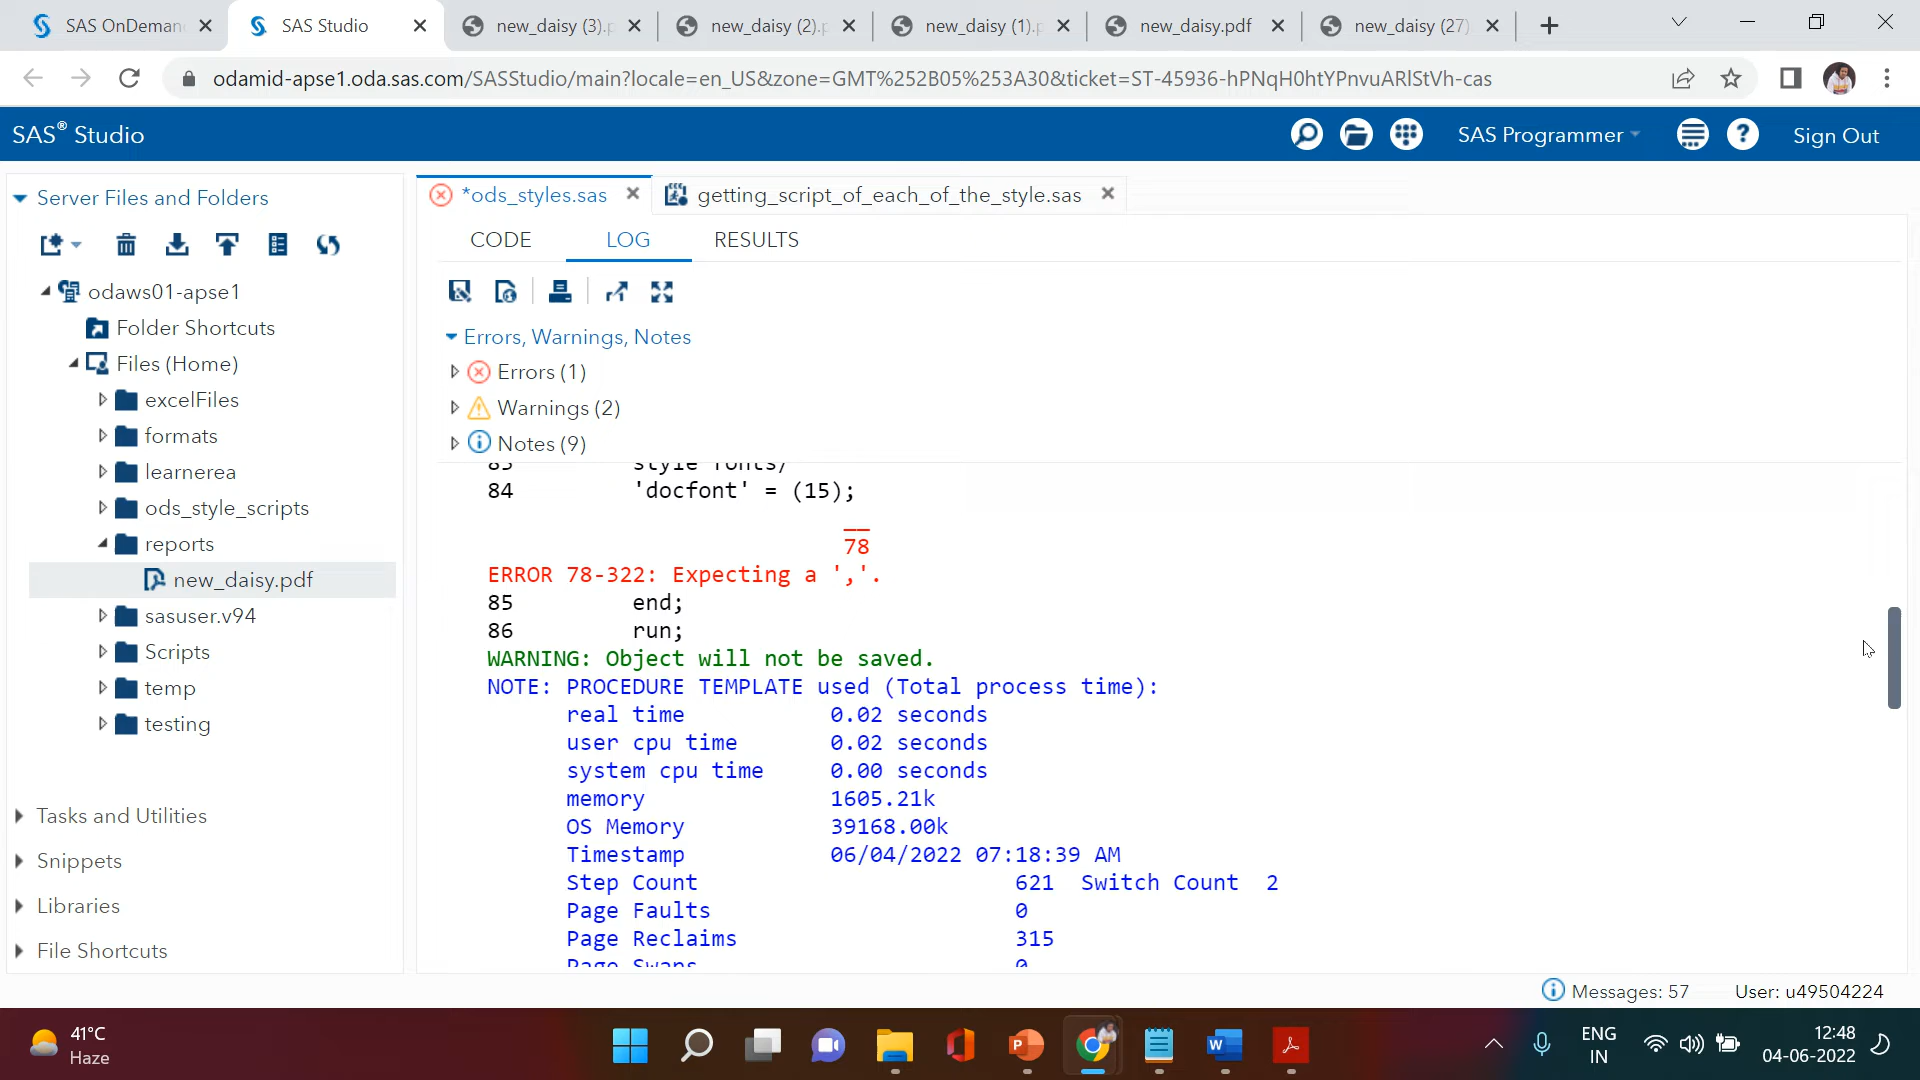 SAS OnDeman
SAS Studio
new_daisy (3).p
new_daisy (2).p
new_daisy (1).p
new_daisy.pdf
new_daisy (27)
odamid-apse1.oda.sas.com/SASStudio/main?locale=en_US&zone=GMT%252B05%253A30&ticket=ST-45936-hPNqH0htYPnvuARlStVh-cas
SAS® Studio
SAS Programmer
Sign Out
Server Files and Folders
odaws01-apse1
Folder Shortcuts
Files (Home)
excelFiles
formats
learnerea
ods_style_scripts
reports
new_daisy.pdf
sasuser.v94
Scripts
temp
testing
Tasks and Utilities
Snippets
Libraries
File Shortcuts
*ods_styles.sas
getting_script_of_each_of_the_style.sas
CODE
LOG
RESULTS
Errors, Warnings, Notes
Errors (1)
Warnings (2)
Notes (9)
83 style fonts/
84 'docfont' = (15);
__
78
ERROR 78-322: Expecting a ','.
85 end;
86 run;
WARNING: Object will not be saved.
NOTE: PROCEDURE TEMPLATE used (Total process time):
real time 0.02 seconds
user cpu time 0.02 seconds
system cpu time 0.00 seconds
memory 1605.21k
OS Memory 39168.00k
Timestamp 06/04/2022 07:18:39 AM
Step Count 621 Switch Count 2
Page Faults 0
Page Reclaims 315
Page Swaps 0
Messages: 57
User: u49504224
41°C
Haze
ENG
IN
12:48
04-06-2022